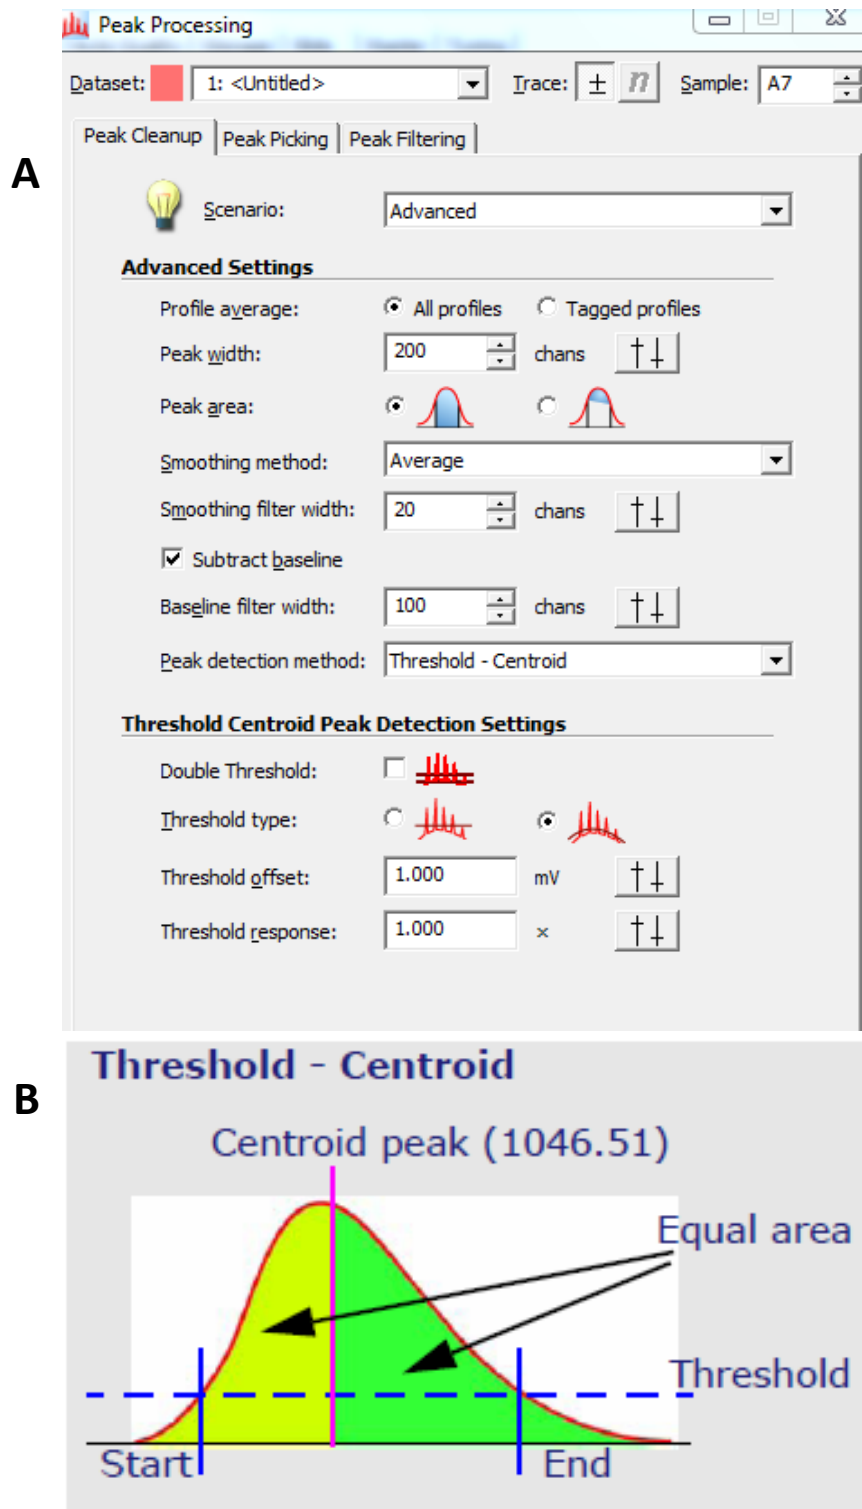 Peak Processing
Dataset: 1: <Untitled> Trace: ± n Sample: A7
Peak Cleanup Peak Picking Peak Filtering
A
Scenario: Advanced
Advanced Settings
Profile average: All profiles Tagged profiles
Peak width: 200 chans
Peak area:
Smoothing method: Average
Smoothing filter width: 20 chans
Subtract baseline
Baseline filter width: 100 chans
Peak detection method: Threshold - Centroid
Threshold Centroid Peak Detection Settings
Double Threshold:
Threshold type:
Threshold offset: 1.000 mV
Threshold response: 1.000 ×
Threshold - Centroid
B
Centroid peak (1046.51)
Equal area
Threshold
Start End